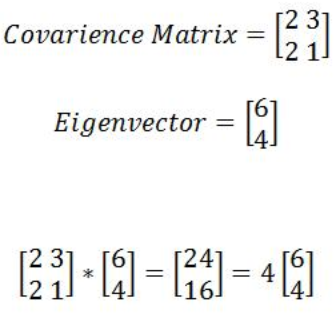 Covarience Matrix = [2 3
2 1]
Eigenvector = [6
4]
[2 3
2 1] * [6
4] = [24
16] = 4 [6
4]